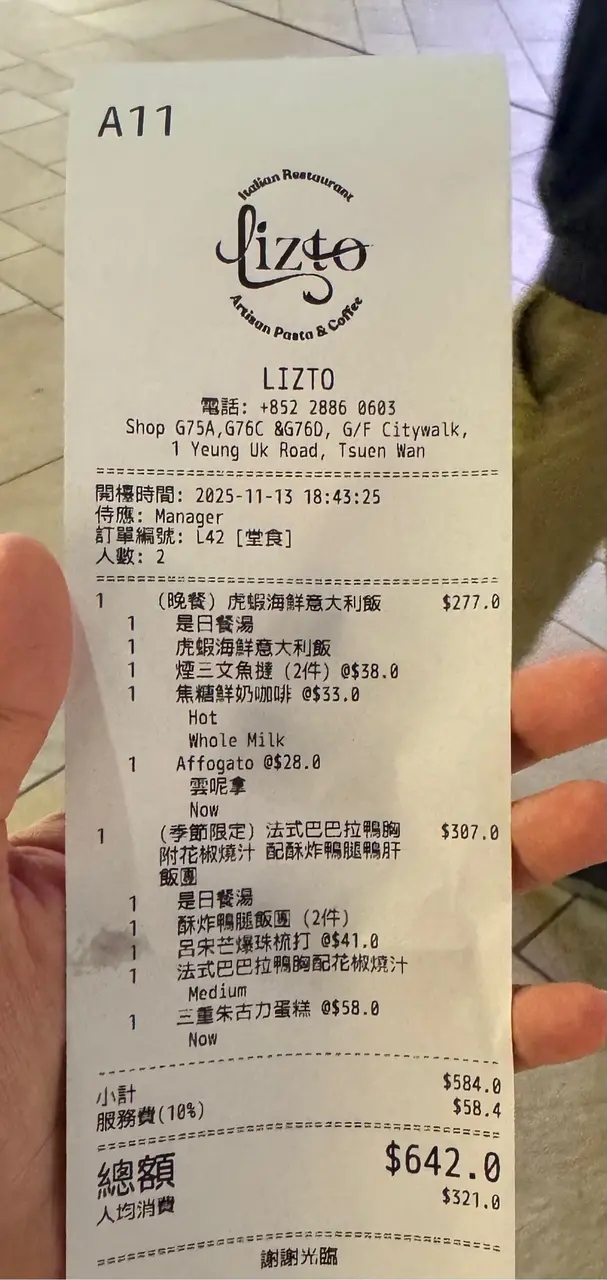 A11
Italian Restaurant
Lizto
Artisan Pasta & Coffee
LIZTO
電話: +852 2886 0603
Shop G75A,G76C &G76D, G/F Citywalk,
1 Yeung Uk Road, Tsuen Wan
開檯時間: 2025-11-13 18:43:25
侍應: Manager
訂單編號: L42 [堂食]
人數: 2
1 (晚餐) 虎蝦海鮮意大利飯 $277.0
1 是日餐湯
1 虎蝦海鮮意大利飯
1 煙三文魚撻 (2件) @$38.0
1 焦糖鮮奶咖啡 @$33.0
Hot
Whole Milk
1 Affogato @$28.0
雲呢拿
Now
1 (季節限定) 法式巴巴拉鴨胸 $307.0
附花椒燒汁 配酥炸鴨腿鴨肝
飯團
1 是日餐湯
1 酥炸鴨腿飯團 (2件)
1 呂宋芒爆珠梳打 @$41.0
1 法式巴巴拉鴨胸配花椒燒汁
Medium
1 三重朱古力蛋糕 @$58.0
Now
小計 $584.0
服務費(10%) $58.4
總額 $642.0
人均消費 $321.0
謝謝光臨